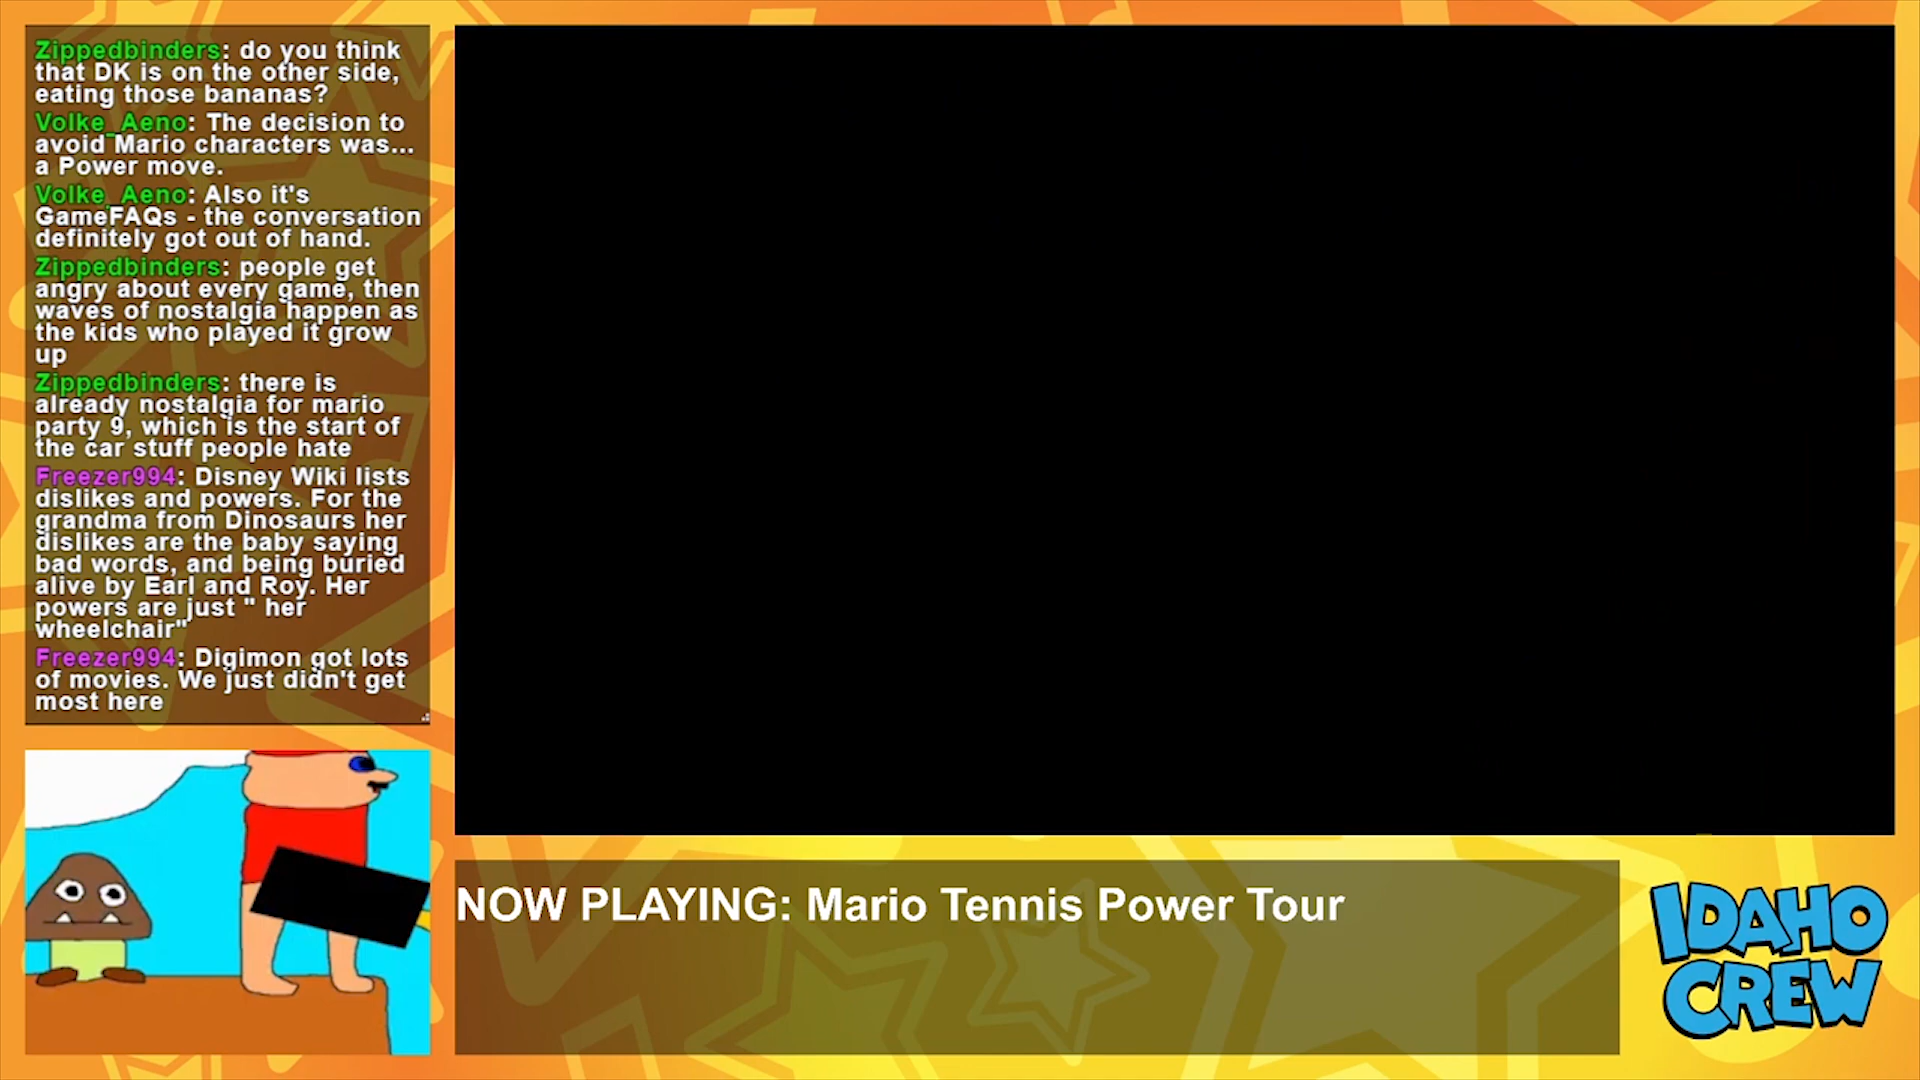 Zippedbinders: do you think
that DK is on the other side,
eating those bananas?
Volke_Aeno: The decision to
avoid Mario characters was...
a Power move.
Volke_Aeno: Also it's
GameFAQs - the conversation
definitely got out of hand.
Zippedbinders: people get
angry about every game, then
waves of nostalgia happen as
the kids who played it grow
up
Zippedbinders: there is
already nostalgia for mario
party 9, which is the start of
the car stuff people hate
Freezer994: Disney Wiki lists
dislikes and powers. For the
grandma from Dinosaurs her
dislikes are the baby saying
bad words, and being buried
alive by Earl and Roy. Her
powers are just " her
wheelchair"
Freezer994: Digimon got lots
of movies. We just didn't get
most here
NOW PLAYING: Mario Tennis Power Tour
IDAHO
CREW